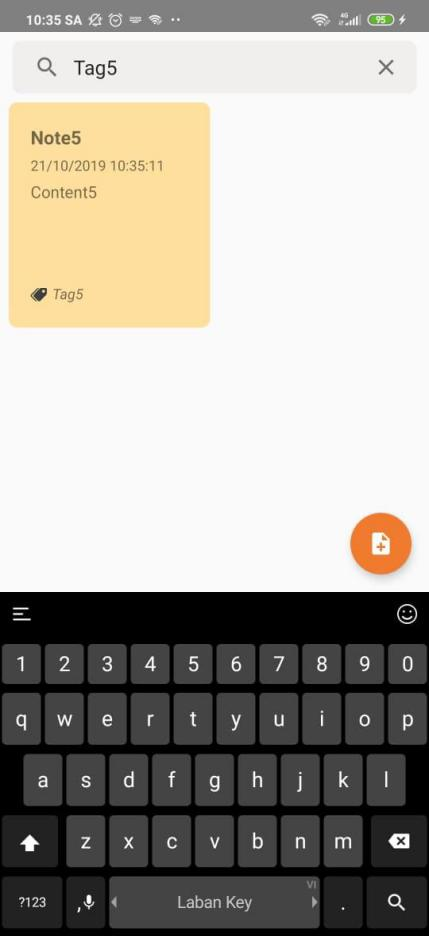 10:35 SA
4G
95
Tag5
Note5
21/10/2019 10:35:11
Content5
Tag5
1 2 3 4 5 6 7 8 9 0
q w e r t y u i o p
a s d f g h j k l
z x c v b n m
?123 , Laban Key VI .